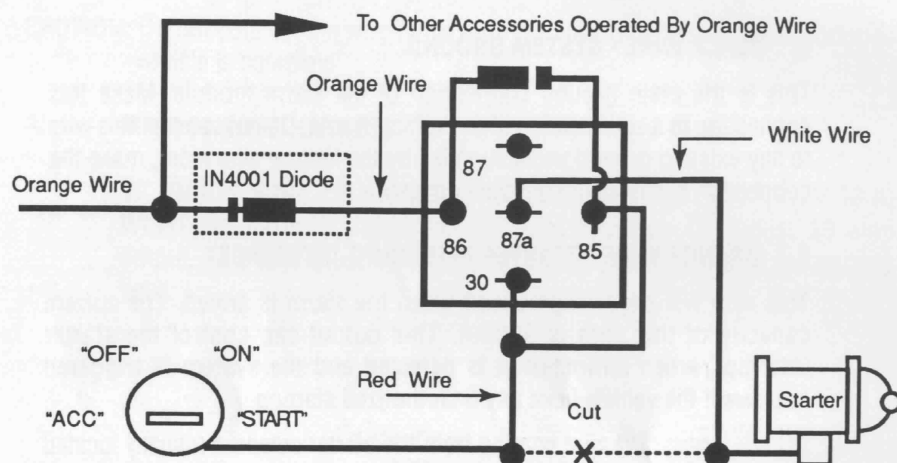 To Other Accessories Operated By Orange Wire
Orange Wire
White Wire
87
IN4001 Diode
Orange Wire
86
87a
85
30
"OFF"
"ON"
Red Wire
"ACC"
"START"
Starter
Cut